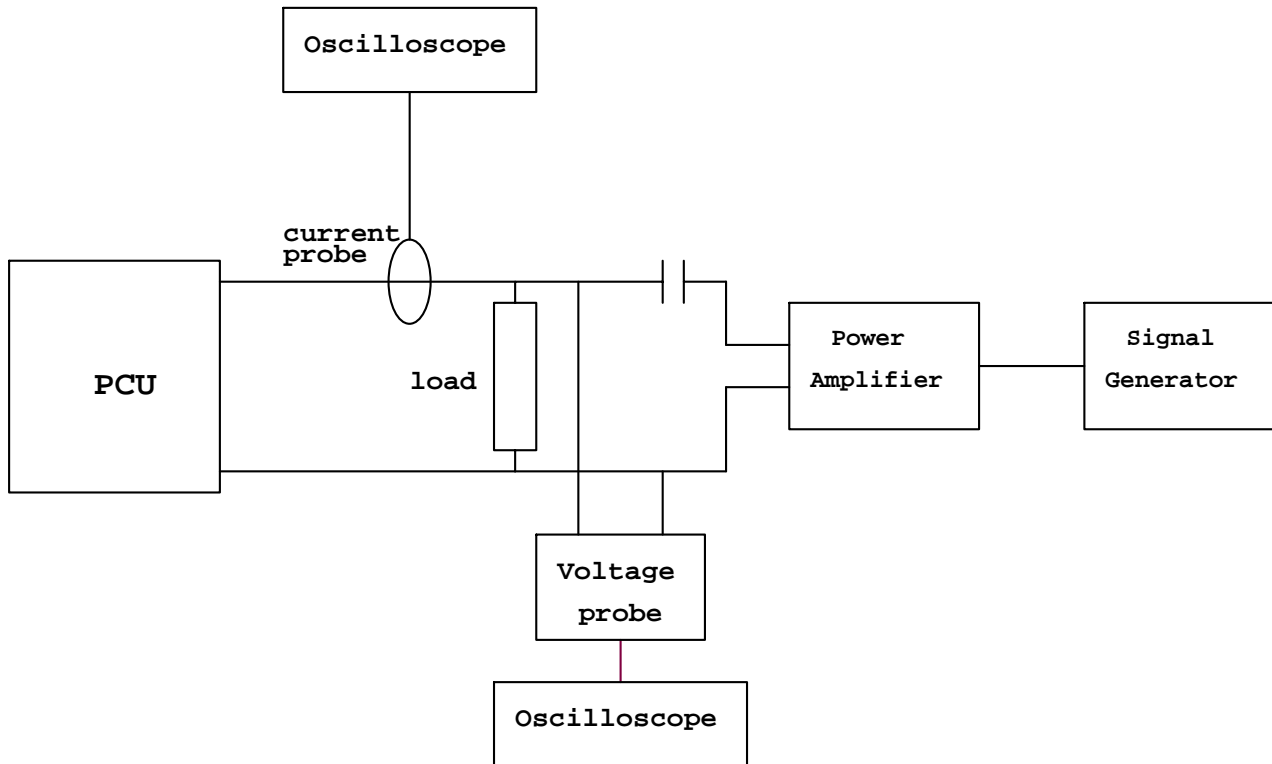 Oscilloscope
current
probe
PCU
load
Power
Amplifier
Signal
Generator
Voltage
probe
Oscilloscope